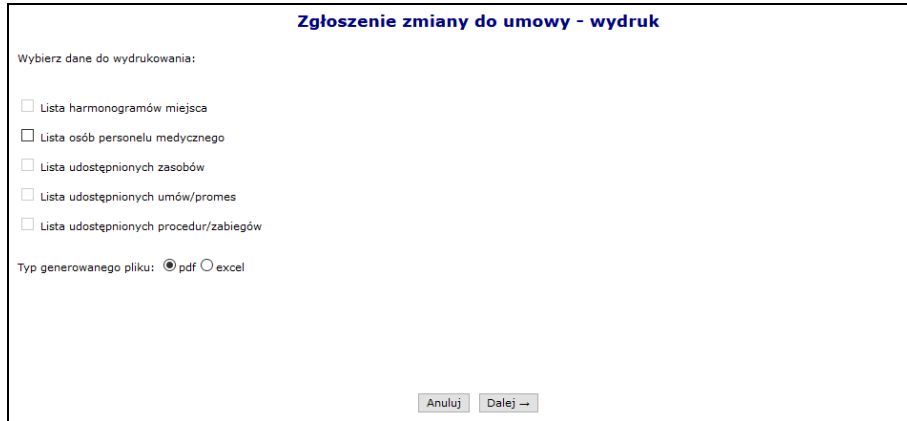 Zgłoszenie zmiany do umowy - wydruk
Wybierz dane do wydrukowania:
Lista harmonogramów miejsca
Lista osób personelu medycznego
Lista udostępnionych zasobów
Lista udostępnionych umów/promes
Lista udostępnionych procedur/zabiegów
Typ generowanego pliku: pdf excel
Anuluj Dalej →